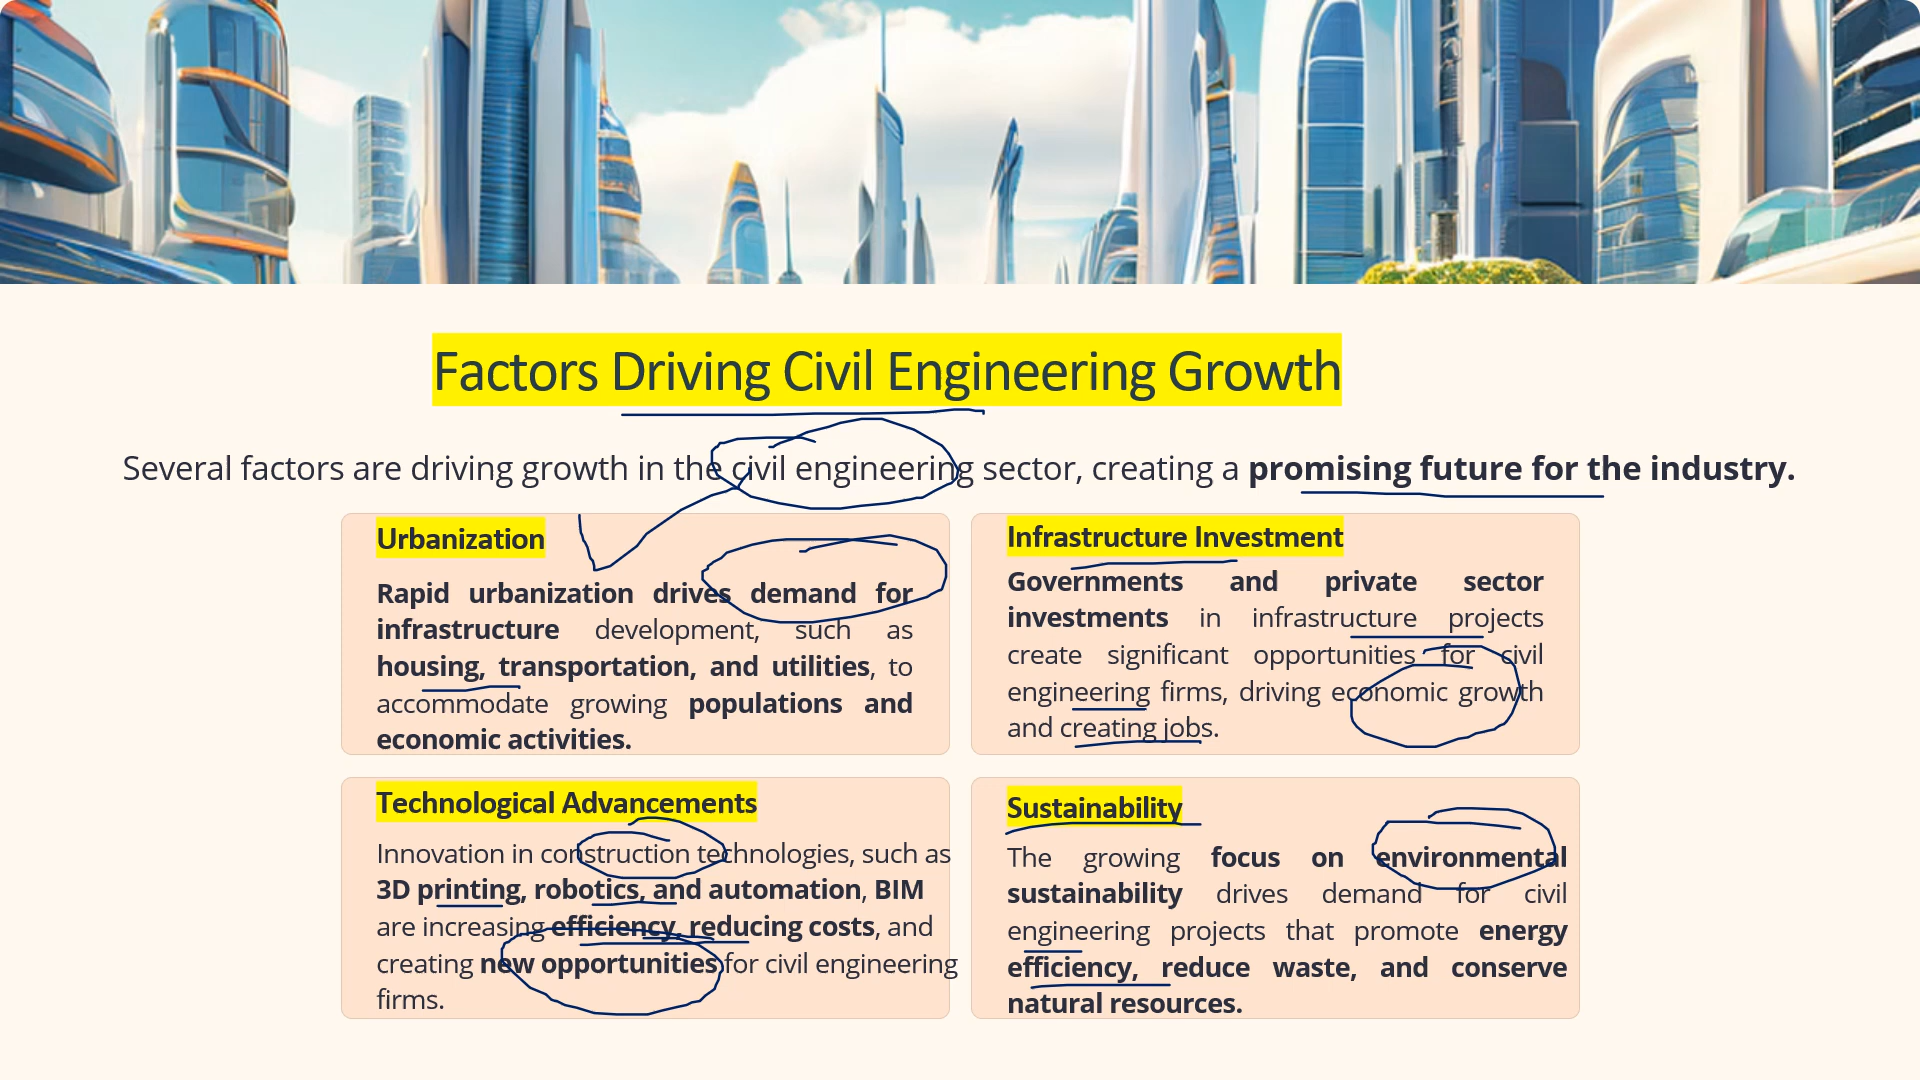 Factors Driving Civil Engineering Growth
Several factors are driving growth in the civil engineering sector, creating a promising future for the industry.
Urbanization
Rapid urbanization drives demand for
infrastructure development, such as
housing, transportation, and utilities, to
accommodate growing populations and
economic activities.
Infrastructure Investment
Governments and private sector
investments in infrastructure projects
create significant opportunities for civil
engineering firms, driving economic growth
and creating jobs.
Technological Advancements
Innovation in construction technologies, such as
3D printing, robotics, and automation, BIM
are increasing efficiency, reducing costs, and
creating new opportunities for civil engineering
firms.
Sustainability
The growing focus on environmental
sustainability drives demand for civil
engineering projects that promote energy
efficiency, reduce waste, and conserve
natural resources.